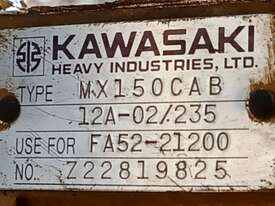 KAWASAKI
HEAVY INDUSTRIES, LTD.
TYPE MX150CAB
12A-02/235
USE FOR FA52-21200
NO. Z22819825